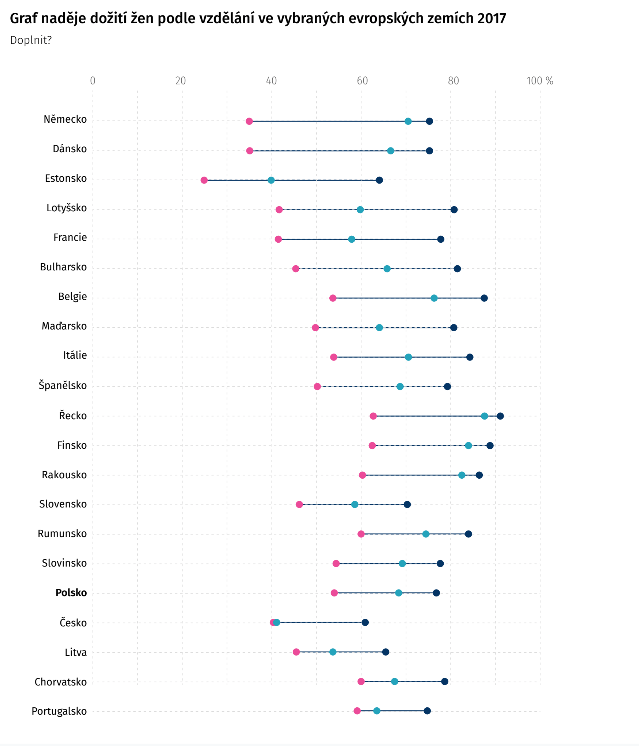 Graf naděje dožití žen podle vzdělání ve vybraných evropských zemích 2017
Doplnit?
0 20 40 60 80 100 %
Německo
Dánsko
Estonsko
Lotyšsko
Francie
Bulharsko
Belgie
Maďarsko
Itálie
Španělsko
Řecko
Finsko
Rakousko
Slovensko
Rumunsko
Slovinsko
Polsko
Česko
Litva
Chorvatsko
Portugalsko